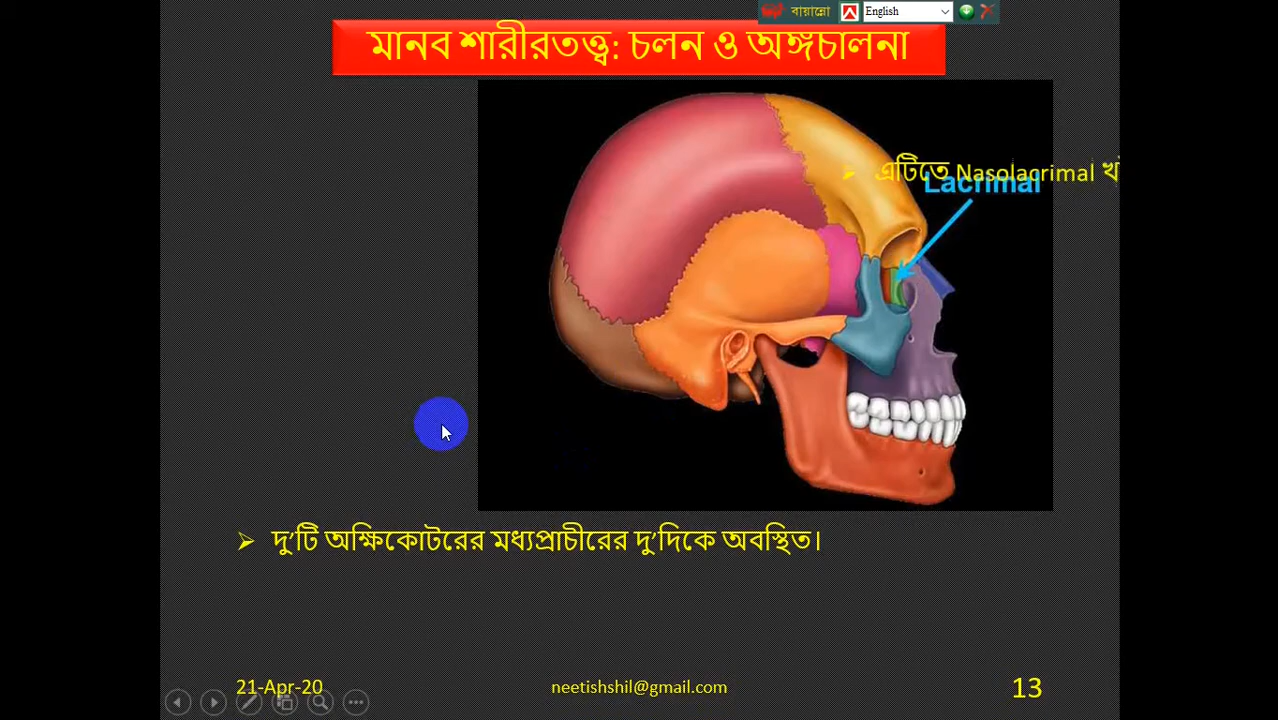 বায়ান্নো
English
মানব শারীরতত্ত্ব: চলন ও অঙ্গচালনা
এটিতে Nasolacrimal
Lacrimal
দু’টি অক্ষিকোটরের মধ্যপ্রাচীরের দু’দিকে অবস্থিত।
21-Apr-20
neetishshil@gmail.com
13